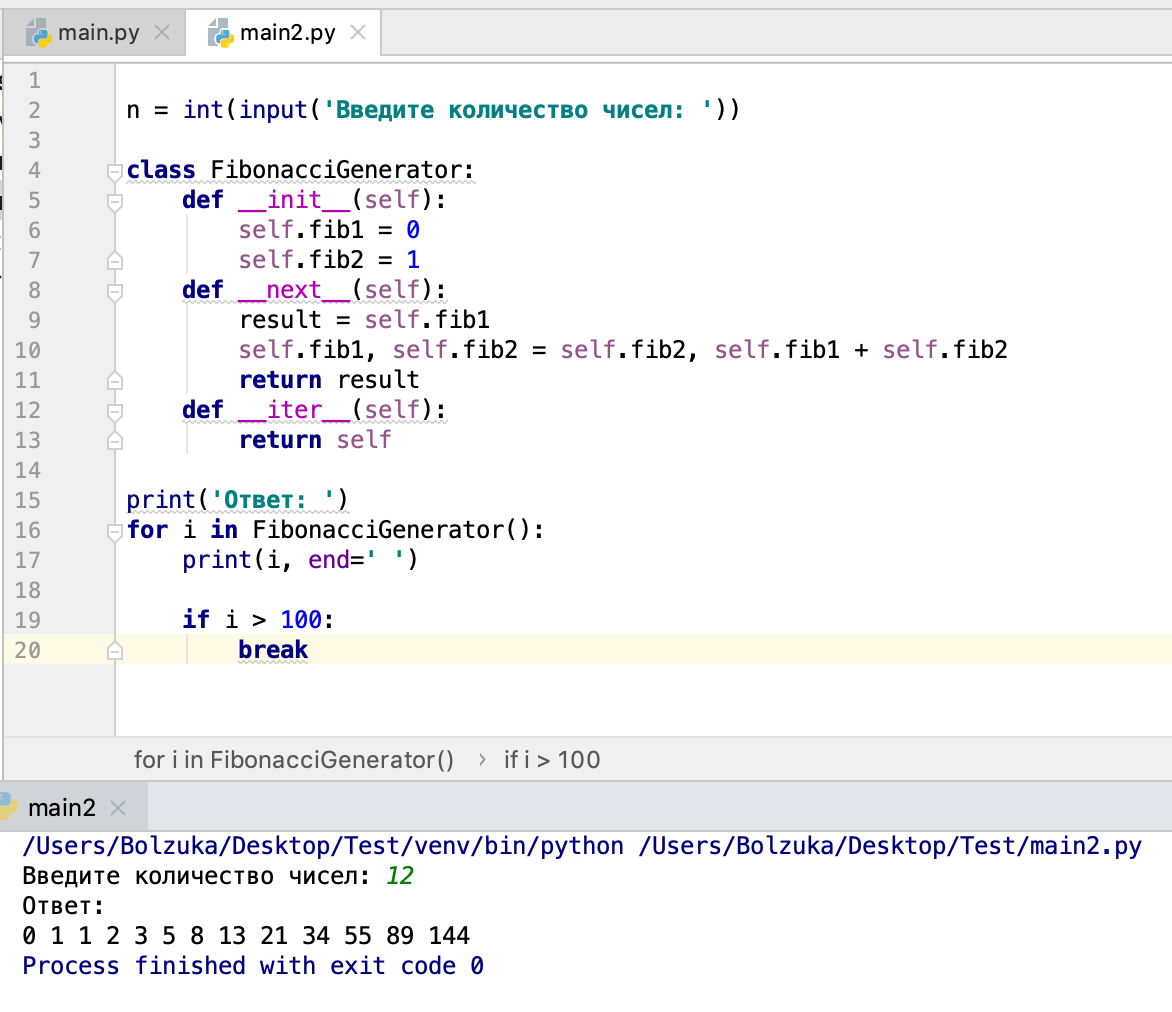 main.py main2.py
1
2 n = int(input('Введите количество чисел: '))
3
4 class FibonacciGenerator:
5     def __init__(self):
6         self.fib1 = 0
7         self.fib2 = 1
8     def __next__(self):
9         result = self.fib1
10         self.fib1, self.fib2 = self.fib2, self.fib1 + self.fib2
11         return result
12     def __iter__(self):
13         return self
14
15 print('Ответ: ')
16 for i in FibonacciGenerator():
17     print(i, end=' ')
18
19     if i > 100:
20         break
for i in FibonacciGenerator() › if i > 100
main2
/Users/Bolzuka/Desktop/Test/venv/bin/python /Users/Bolzuka/Desktop/Test/main2.py
Введите количество чисел: 12
Ответ:
0 1 1 2 3 5 8 13 21 34 55 89 144
Process finished with exit code 0